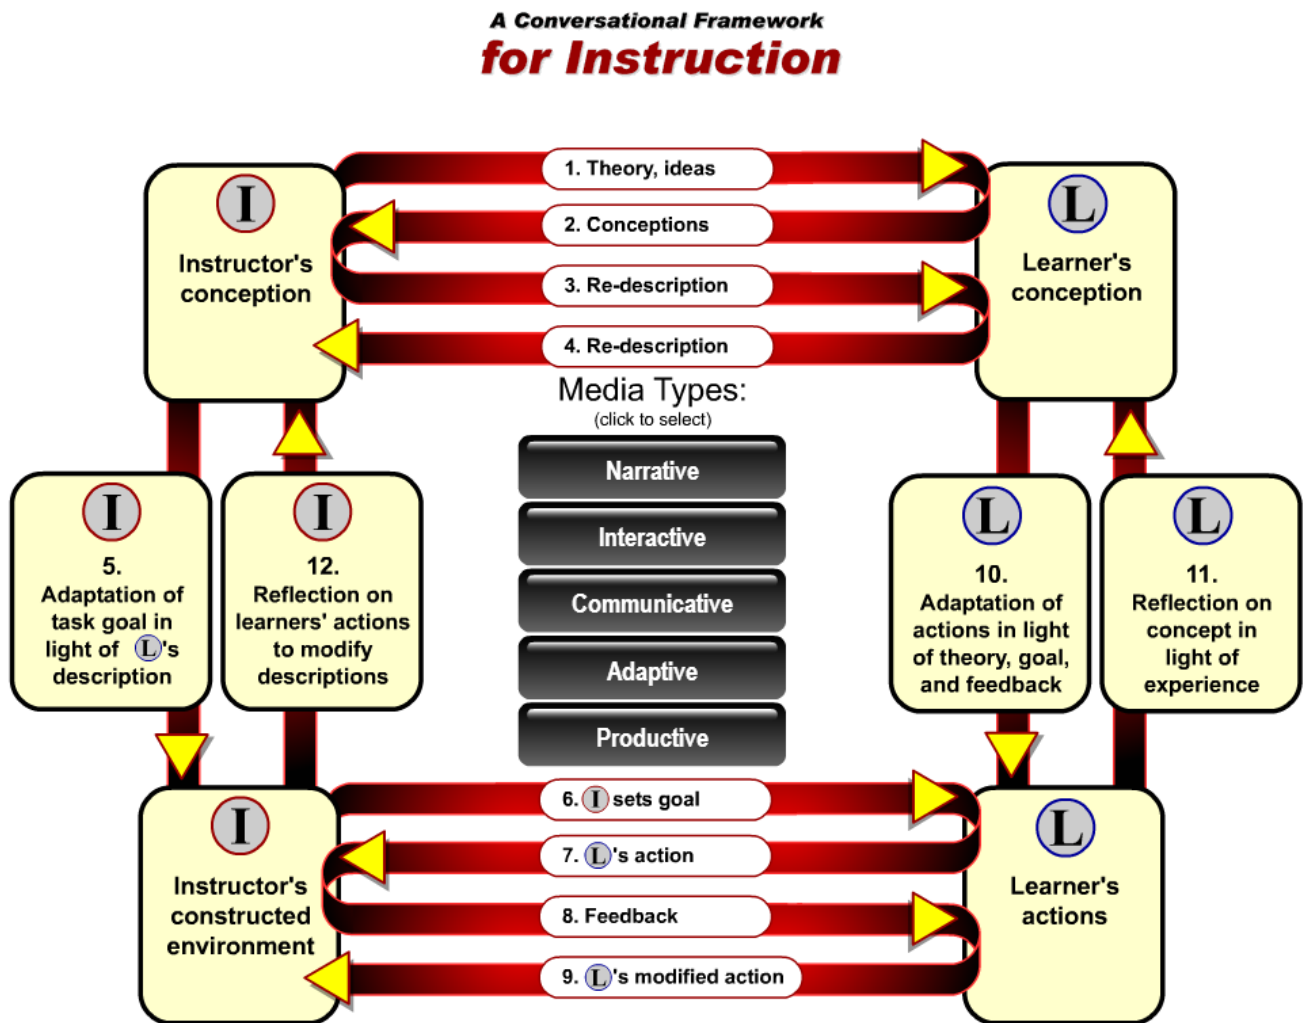 A Conversational Framework
for Instruction
1. Theory, ideas
I
L
2. Conceptions
Instructor's
conception
Learner's
conception
3. Re-description
4. Re-description
Media Types:
(click to select)
Narrative
Interactive
Communicative
Adaptive
Productive
I
5.
Adaptation of
task goal in
light of L's
description
I
12.
Reflection on
learners' actions
to modify
descriptions
L
10.
Adaptation of
actions in light
of theory, goal,
and feedback
L
11.
Reflection on
concept in
light of
experience
6. I sets goal
I
L
7. L's action
Instructor's
constructed
environment
Learner's
actions
8. Feedback
9. L's modified action